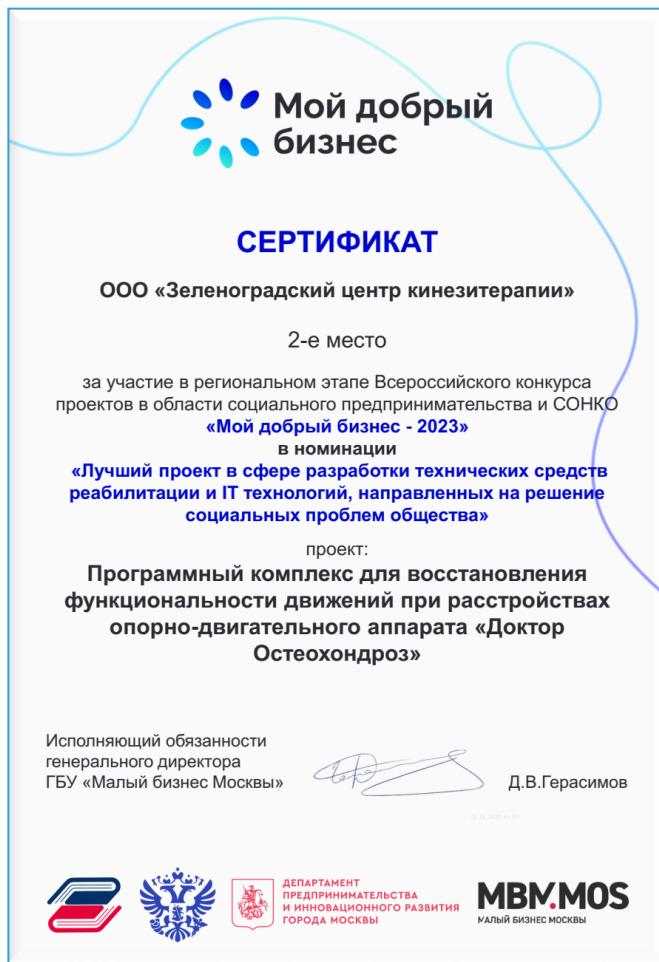 Мой добрый
бизнес
СЕРТИФИКАТ
ООО «Зеленоградский центр кинезитерапии»
2-е место
за участие в региональном этапе Всероссийского конкурса
проектов в области социального предпринимательства и СОНКО
«Мой добрый бизнес - 2023»
в номинации
«Лучший проект в сфере разработки технических средств
реабилитации и IT технологий, направленных на решение
социальных проблем общества»
проект:
Программный комплекс для восстановления
функциональности движений при расстройствах
опорно-двигательного аппарата «Доктор
Остеохондроз»
Исполняющий обязанности
генерального директора
ГБУ «Малый бизнес Москвы»
Д.В.Герасимов
ДЕПАРТАМЕНТ
ПРЕДПРИНИМАТЕЛЬСТВА
И ИННОВАЦИОННОГО РАЗВИТИЯ
ГОРОДА МОСКВЫ
MBM.MOS
МАЛЫЙ БИЗНЕС МОСКВЫ